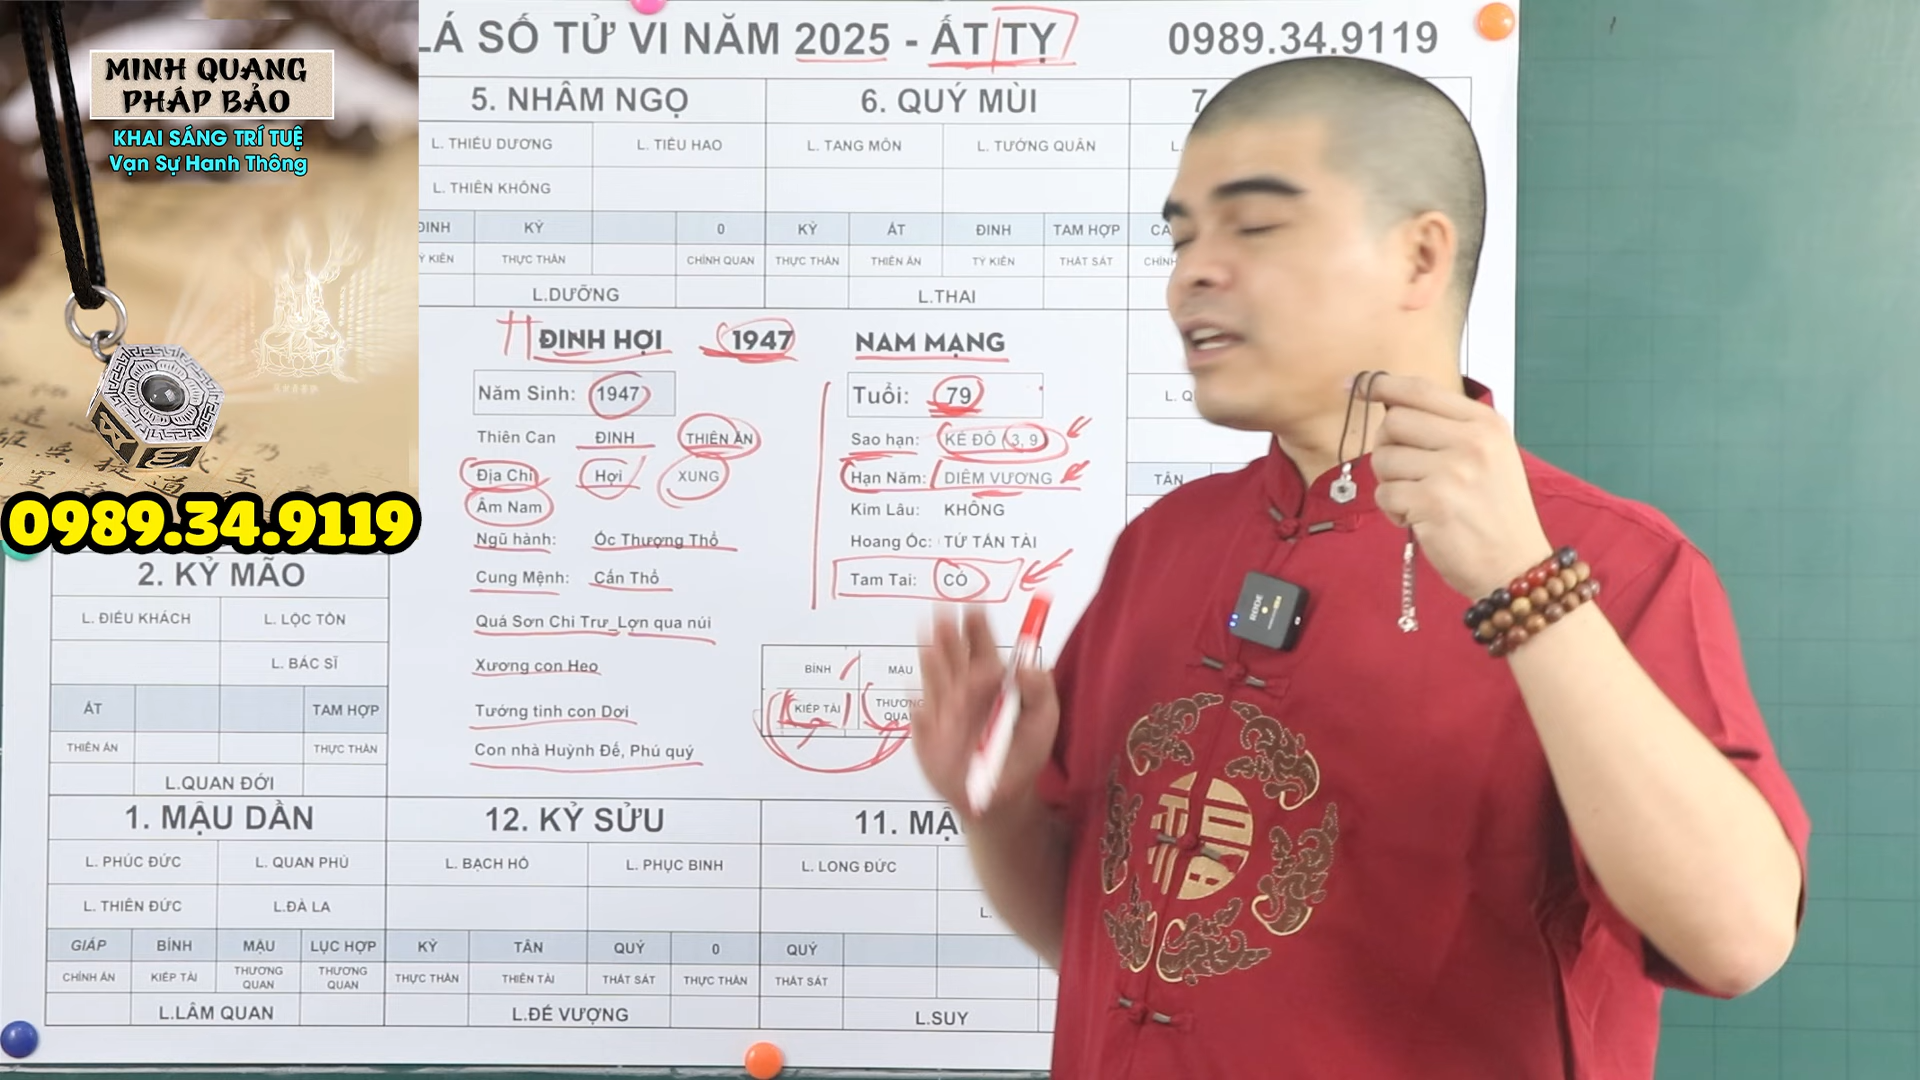 MINH QUANG
PHÁP BẢO
KHAI SÁNG TRÍ TUỆ
Vạn Sự Hanh Thông
0989.34.9119
LÁ SỐ TỬ VI NĂM 2025 - ẤT TỴ
0989.34.9119
5. NHÂM NGỌ
6. QUÝ MÙI
7
L. THIẾU DƯƠNG
L. TIỂU HAO
L. TANG MÔN
L. TƯỚNG QUÂN
L. THIÊN KHÔNG
ĐINH
KỶ
0
KỶ
ẤT
ĐINH
TAM HỢP
TỶ KIÊN
THỰC THẦN
CHÍNH QUAN
THỰC THẦN
THIÊN ẤN
TỶ KIÊN
THẤT SÁT
L.DƯỠNG
L.THAI
ĐINH HỢI
1947
NAM MẠNG
Năm Sinh: 1947
Tuổi: 79
Thiên Can ĐINH THIÊN ẤN
Sao hạn: KẾ ĐÔ (3, 9)
Địa Chi Hợi XUNG
Hạn Năm: DIÊM VƯƠNG
Âm Nam
Kim Lâu: KHÔNG
Ngũ hành: Ốc Thượng Thổ
Hoang Ốc: TỨ TẤN TÀI
Cung Mệnh: Cấn Thổ
Tam Tai: CÓ
Quá Sơn Chi Trư_Lợn qua núi
Xương con Heo
Tướng tinh con Dơi
Con nhà Huỳnh Đế, Phú quý
BÍNH
MẬU
KIẾP TÀI
THƯƠNG
TÂN
RODE
2. KỶ MÃO
L. ĐIẾU KHÁCH
L. LỘC TỒN
L. BÁC SĨ
ẤT
TAM HỢP
THIÊN ẤN
THỰC THẦN
L.QUAN ĐỚI
1. MẬU DẦN
12. KỶ SỬU
11. MẬ
L. PHÚC ĐỨC
L. QUAN PHÙ
L. BẠCH HỔ
L. PHỤC BINH
L. LONG ĐỨC
L. THIÊN ĐỨC
L.ĐÀ LA
L.
GIÁP
BÍNH
MẬU
LỤC HỢP
KỶ
TÂN
QUÝ
0
QUÝ
CHÍNH ẤN
KIẾP TÀI
THƯƠNG QUAN
THƯƠNG QUAN
THỰC THẦN
THIÊN TÀI
THẤT SÁT
THỰC THẦN
THẤT SÁT
L.LÂM QUAN
L.ĐẾ VƯỢNG
L.SUY